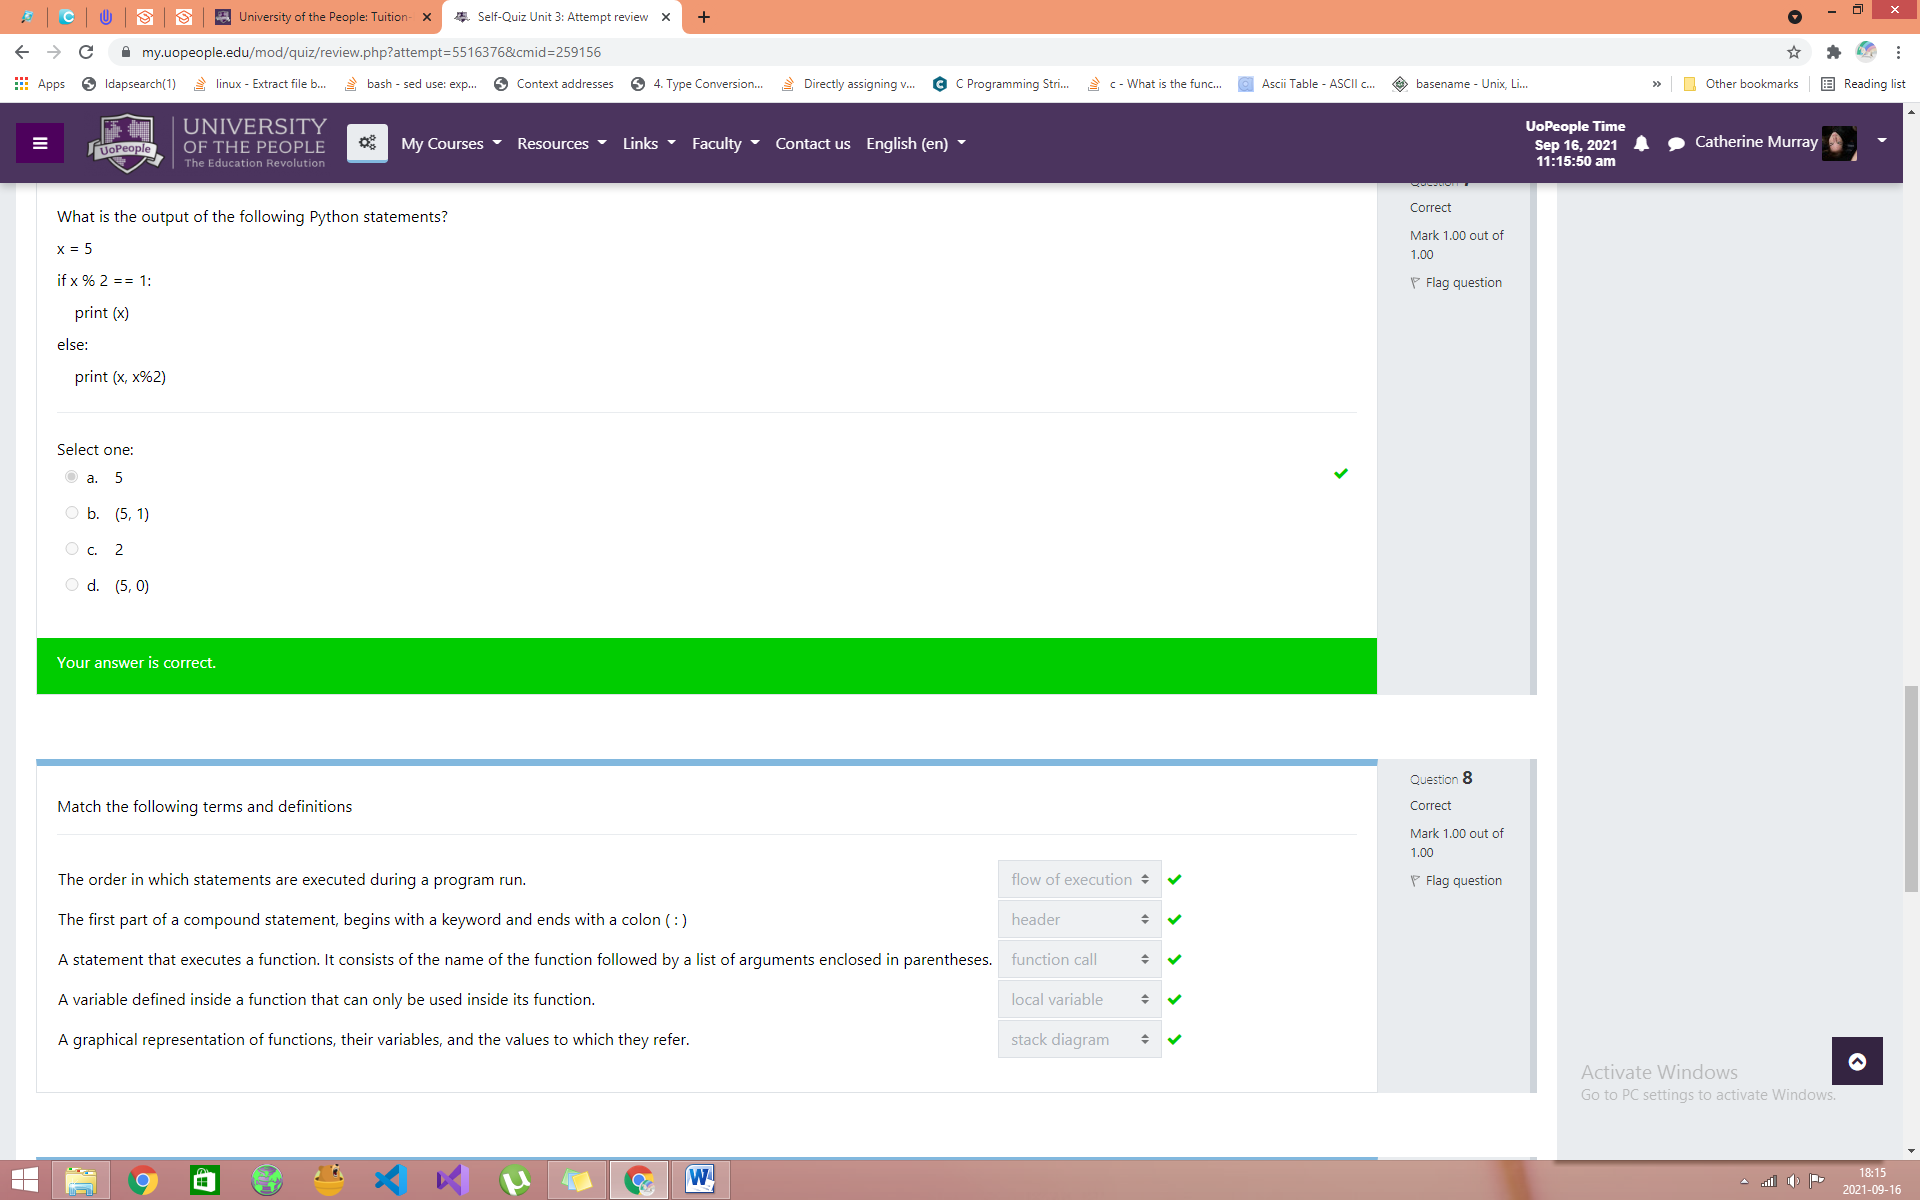 University of the People: Tuition-
Self-Quiz Unit 3: Attempt review
my.uopeople.edu/mod/quiz/review.php?attempt=5516376&cmid=259156
Apps
ldapsearch(1)
linux - Extract file b...
bash - sed use: exp...
Context addresses
4. Type Conversion...
Directly assigning v...
C Programming Stri...
c - What is the func...
Ascii Table - ASCII c...
basename - Unix, Li...
»
Other bookmarks
Reading list
UoPeople
UNIVERSITY
OF THE PEOPLE
The Education Revolution
My Courses
Resources
Links
Faculty
Contact us
English (en)
UoPeople Time
Sep 16, 2021
11:15:50 am
Catherine Murray
What is the output of the following Python statements?
x = 5
if x % 2 == 1:
print (x)
else:
print (x, x%2)
Select one:
a. 5
b. (5, 1)
c. 2
d. (5, 0)
Your answer is correct.
Question 7
Correct
Mark 1.00 out of
1.00
Flag question
Match the following terms and definitions
The order in which statements are executed during a program run. flow of execution
The first part of a compound statement, begins with a keyword and ends with a colon ( : ) header
A statement that executes a function. It consists of the name of the function followed by a list of arguments enclosed in parentheses. function call
A variable defined inside a function that can only be used inside its function. local variable
A graphical representation of functions, their variables, and the values to which they refer. stack diagram
Question 8
Correct
Mark 1.00 out of
1.00
Flag question
Activate Windows
Go to PC settings to activate Windows.
18:15
2021-09-16